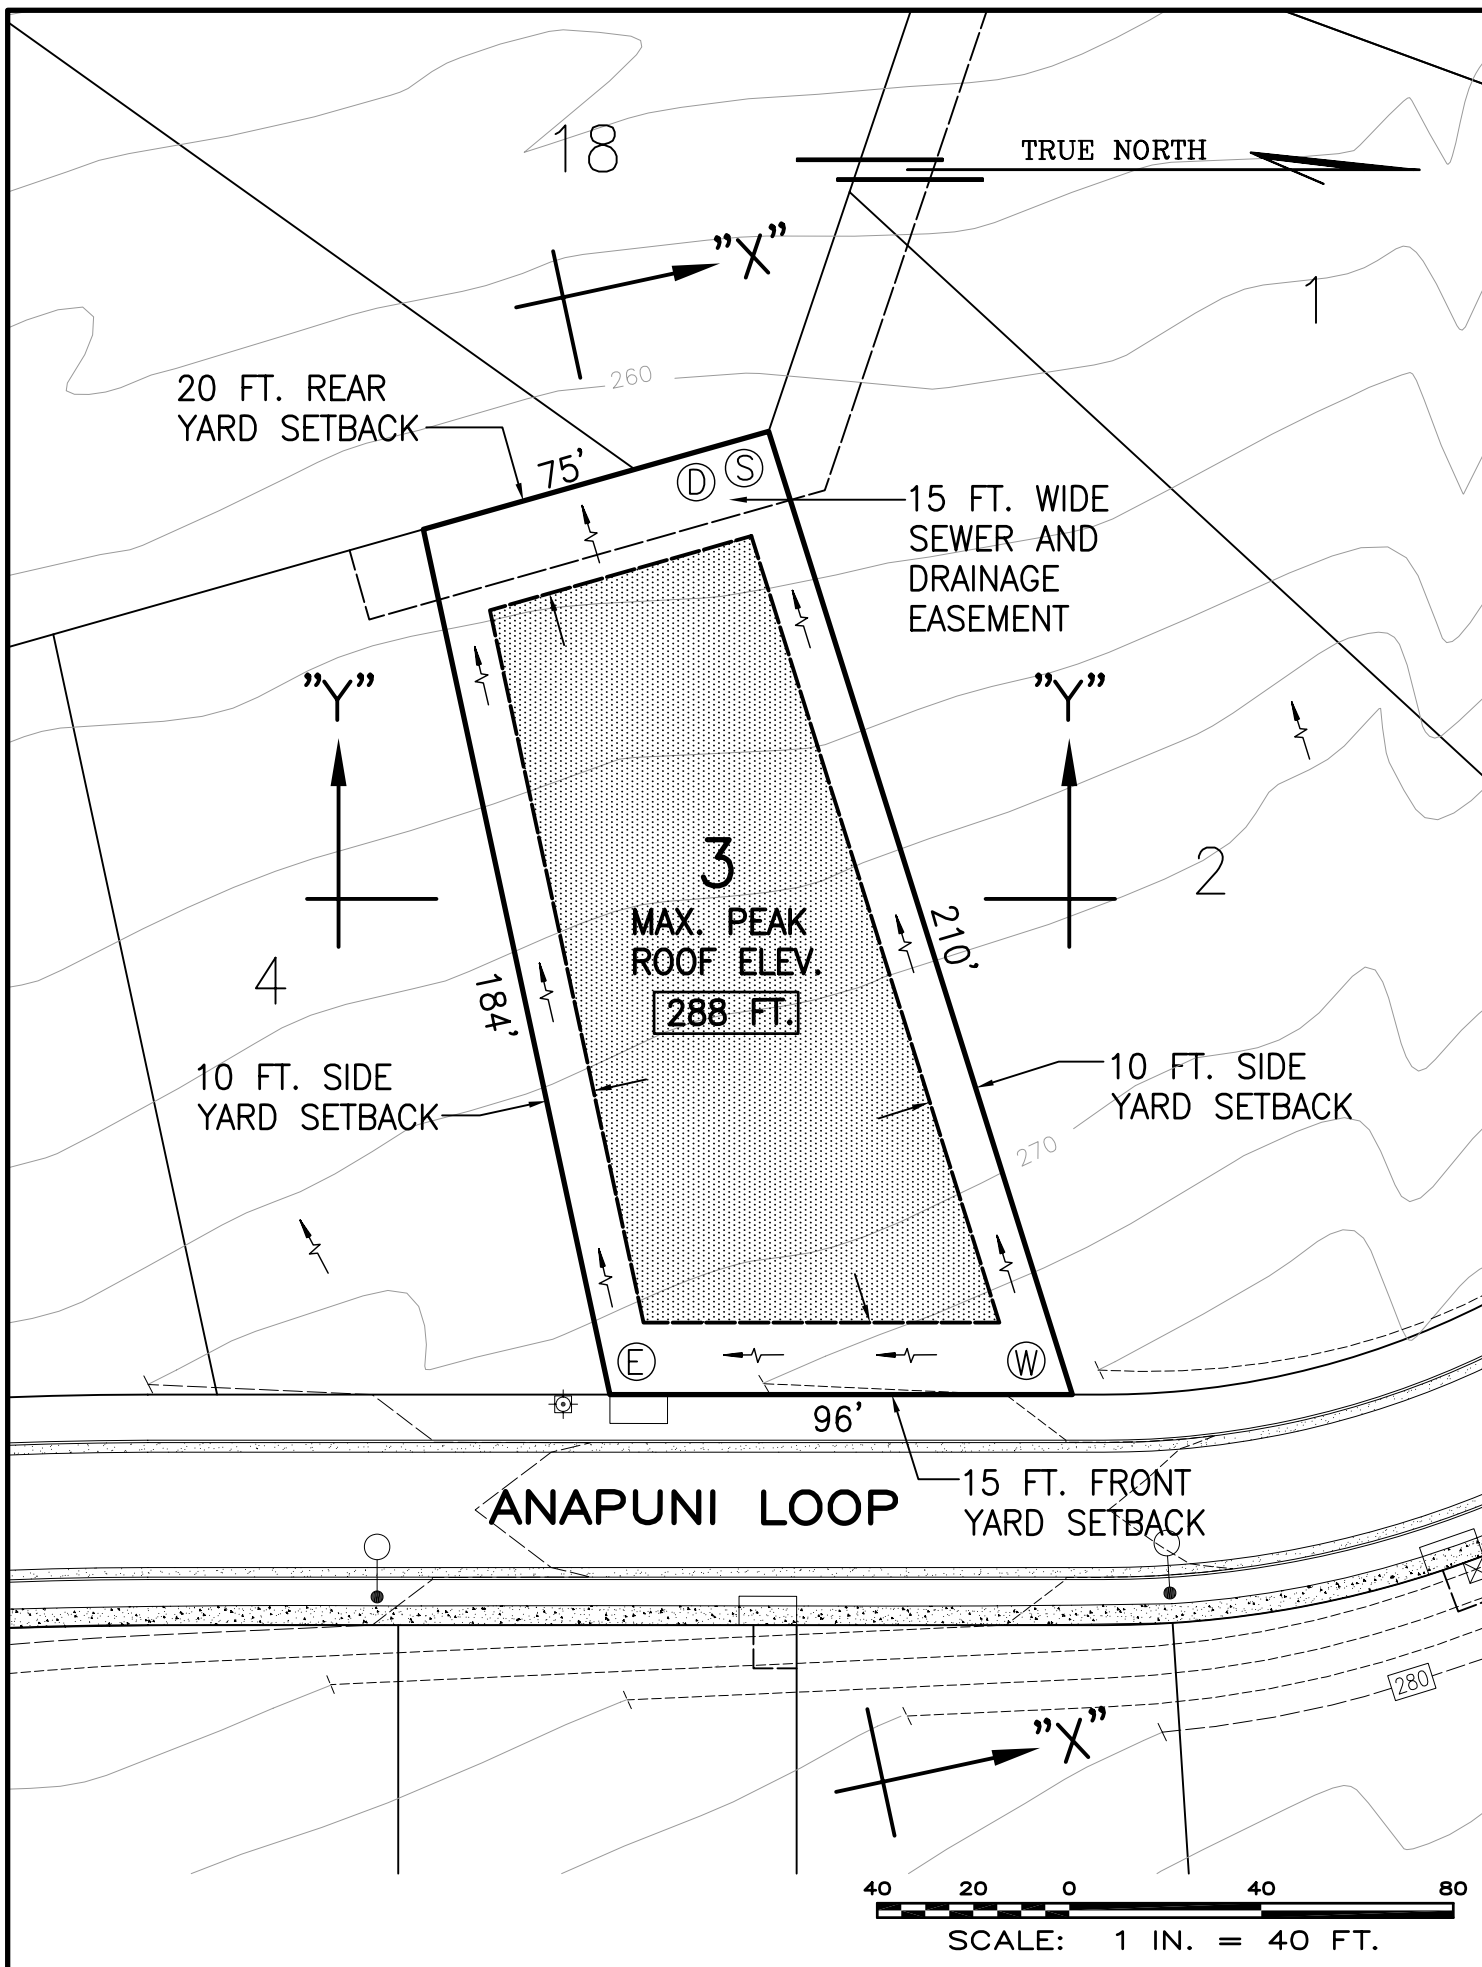 18
TRUE NORTH
"X"
1
260
20 FT. REAR
YARD SETBACK
75'
D
S
15 FT. WIDE
SEWER AND
DRAINAGE
EASEMENT
"Y"
"Y"
3
MAX. PEAK
ROOF ELEV.
288 FT.
2
4
184'
210'
10 FT. SIDE
YARD SETBACK
10 FT. SIDE
YARD SETBACK
270
E
W
96'
15 FT. FRONT
YARD SETBACK
ANAPUNI LOOP
280
"X"
40 20 0 40 80
SCALE: 1 IN. = 40 FT.